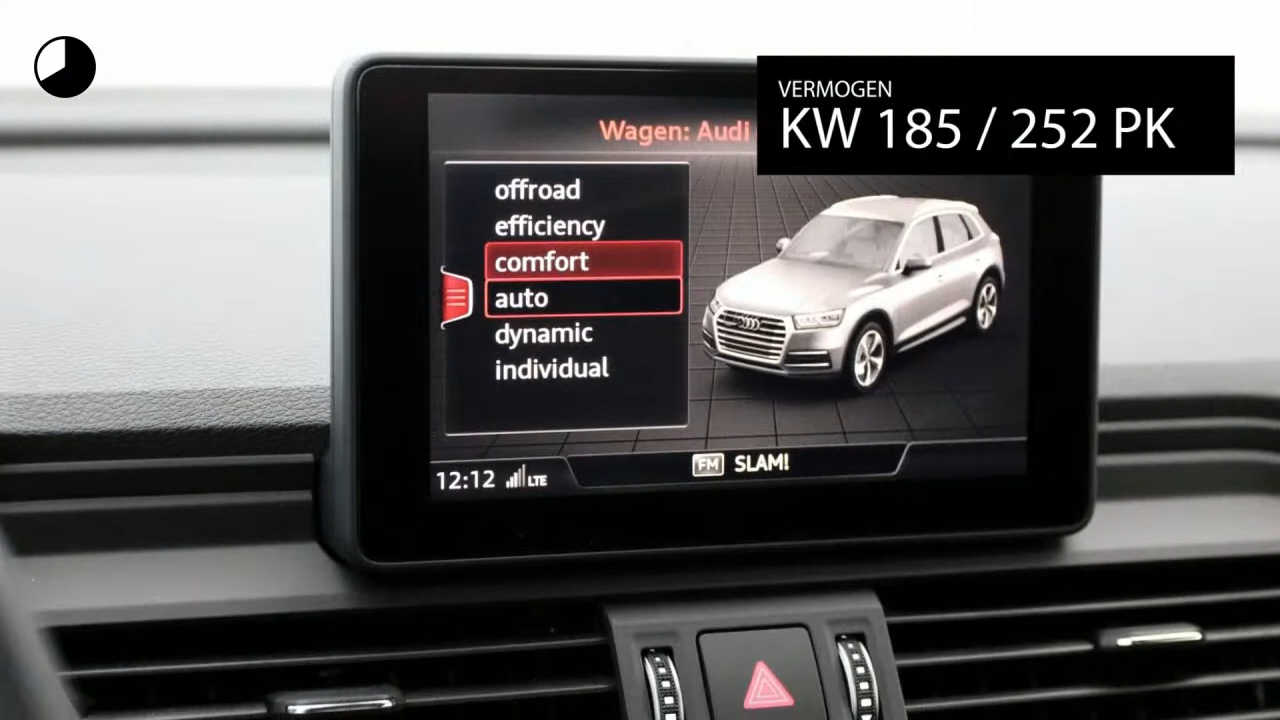 VERMOGEN
KW 185 / 252 PK
Wagen: Audi
offroad
efficiency
comfort
auto
dynamic
individual
12:12 LTE
FM SLAM!